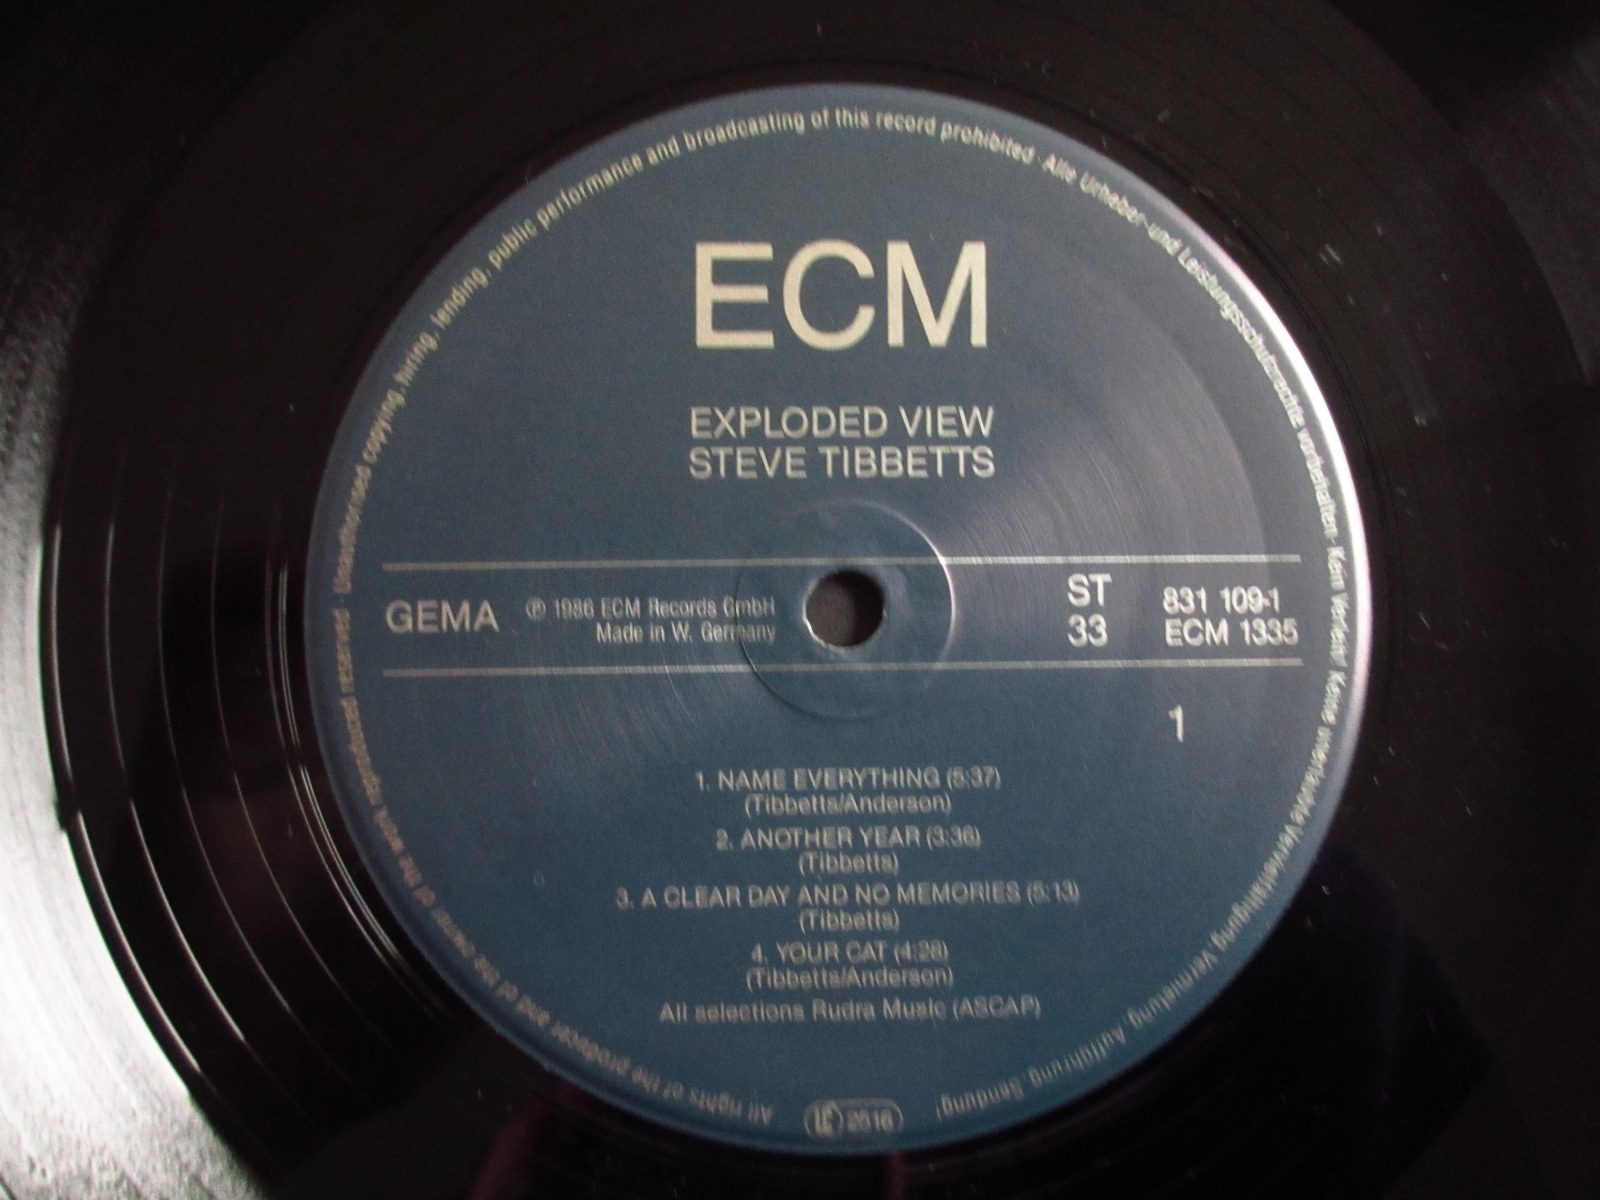 ECM
EXPLODED VIEW
STEVE TIBBETTS
GEMA
℗ 1986 ECM Records GmbH
Made in W. Germany
ST
33
831 109-1
ECM 1335
1
1. NAME EVERYTHING (5:37)
(Tibbetts/Anderson)
2. ANOTHER YEAR (3:36)
(Tibbetts)
3. A CLEAR DAY AND NO MEMORIES (5:13)
(Tibbetts)
4. YOUR CAT (4:28)
(Tibbetts/Anderson)
All selections Rudra Music (ASCAP)
All rights of the producer and of the owner of the work reproduced reserved · Unauthorised copying, hiring, lending, public performance and broadcasting of this record prohibited · Alle Urheber- und Leistungsschutzrechte vorbehalten · Kein Verleih! Keine unerlaubte Vervielfältigung, Vermietung, Aufführung, Sendung!
LC 2516